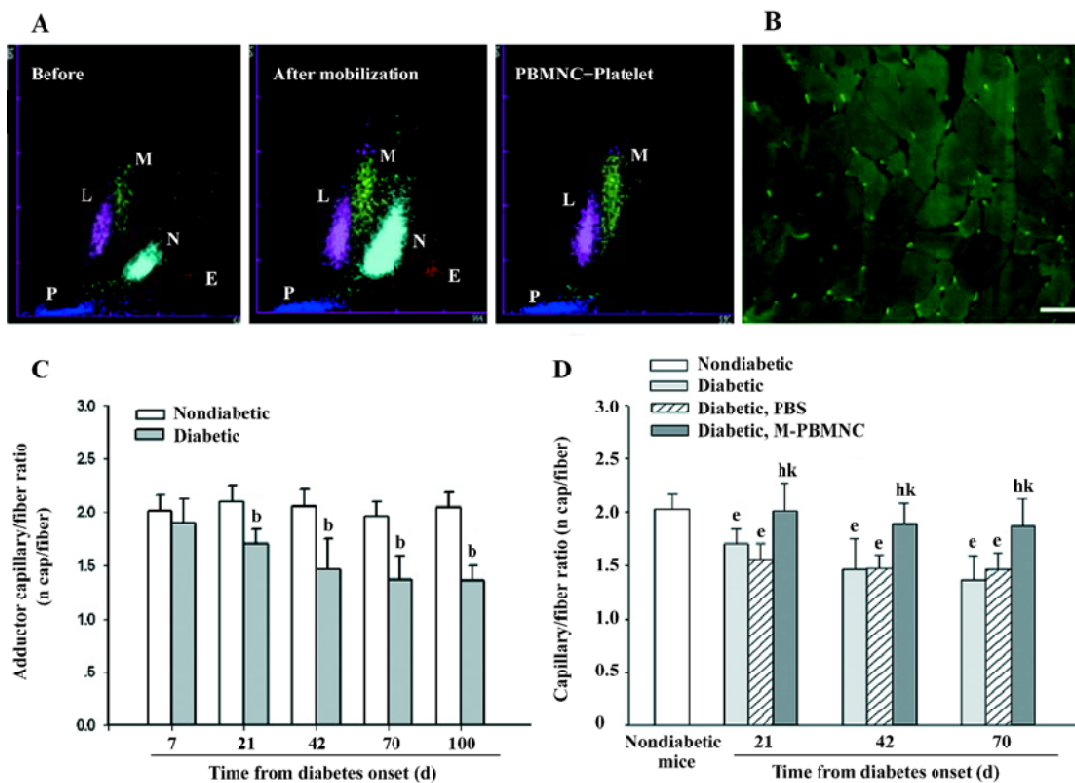 A
B
Before
After mobilization
PBMNC-Platelet
M
L
N
E
P
M
L
N
E
P
M
L
P
C
D
Nondiabetic
Diabetic
Nondiabetic
Diabetic
Diabetic, PBS
Diabetic, M-PBMNC
Adductor capillary/fiber ratio
(n cap/fiber)
3.0
2.5
2.0
1.5
1.0
.5
0.0
b
b
b
b
7 21 42 70 100
Time from diabetes onset (d)
Capillary/fiber ratio (n cap/fiber)
3.0
2.5
2.0
1.5
1.0
0.5
0
e e hk
e e hk
e e hk
Nondiabetic
mice
21 42 70
Time from diabetes onset (d)